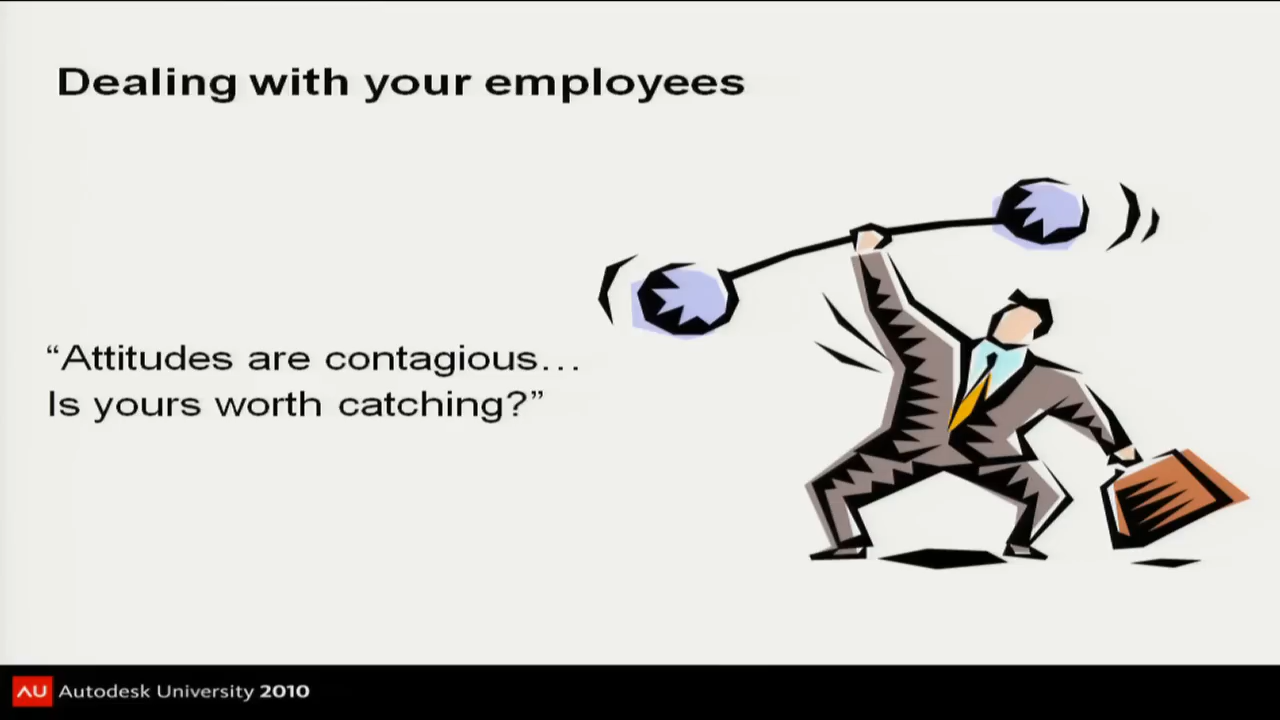 Dealing with your employees
“Attitudes are contagious…
Is yours worth catching?”
AU Autodesk University 2010